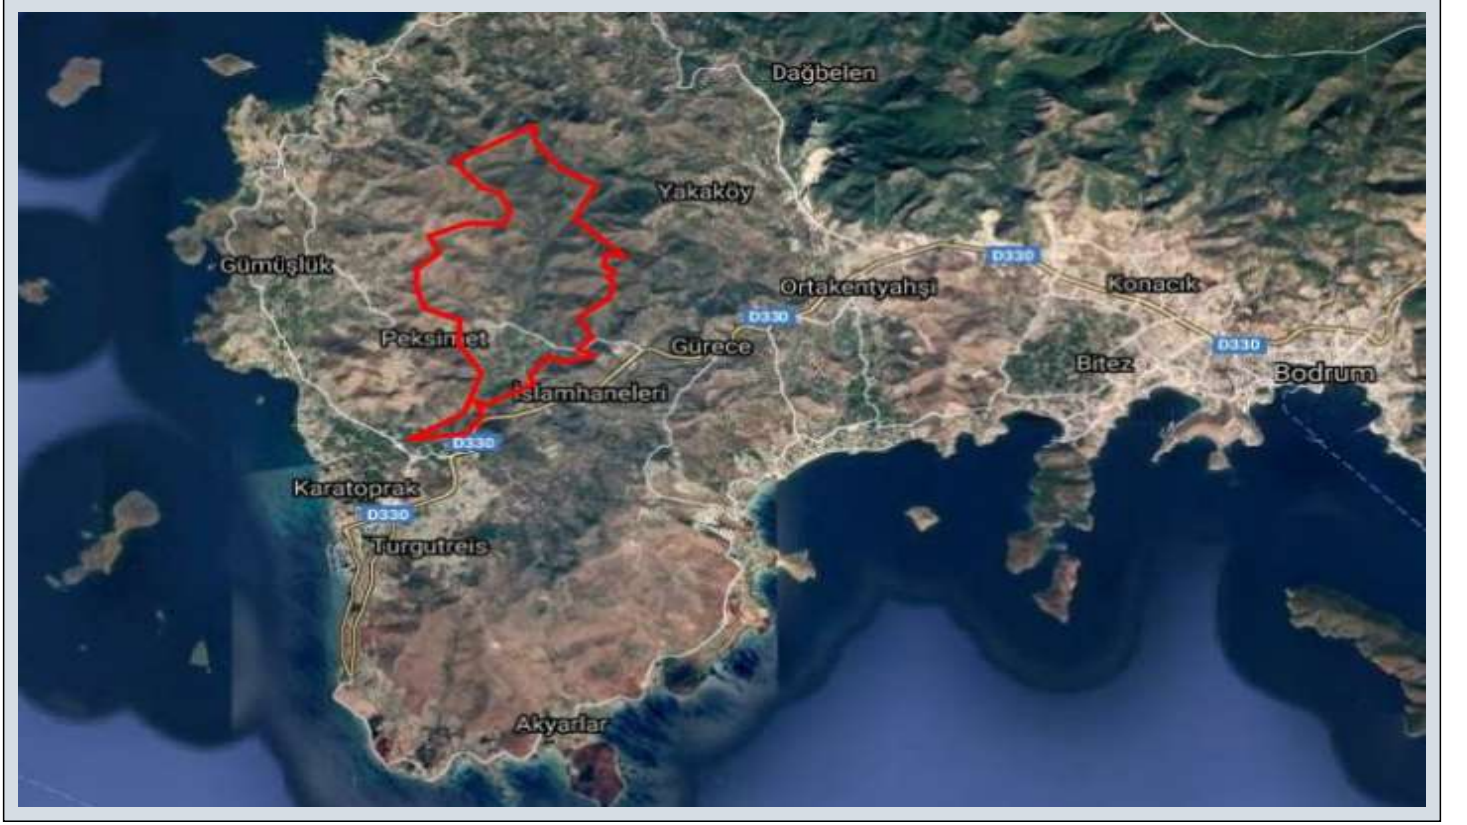 Dağbelen
Yakaköy
Gümüşlük
D330
Ortakentyahşi
Konacık
D330
Peksimet
Gürece
D330
Bitez
Bodrum
İslamhaneleri
D330
Karatoprak
D330
Turgutreis
Akyarlar